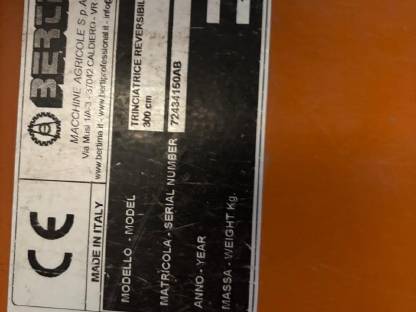 BERTI
MACCHINE AGRICOLE S.p.A.
Via Musi 1/A-3 - 37042 CALDIERO - VR
www.bertima.it - www.bertiprofessional.it -
CE
MADE IN ITALY
MODELLO - MODEL
TRINCIATRICE REVERSIBIL
300 cm
MATRICOLA - SERIAL NUMBER
72434150AB
ANNO - YEAR
MASSA - WEIGHT Kg.